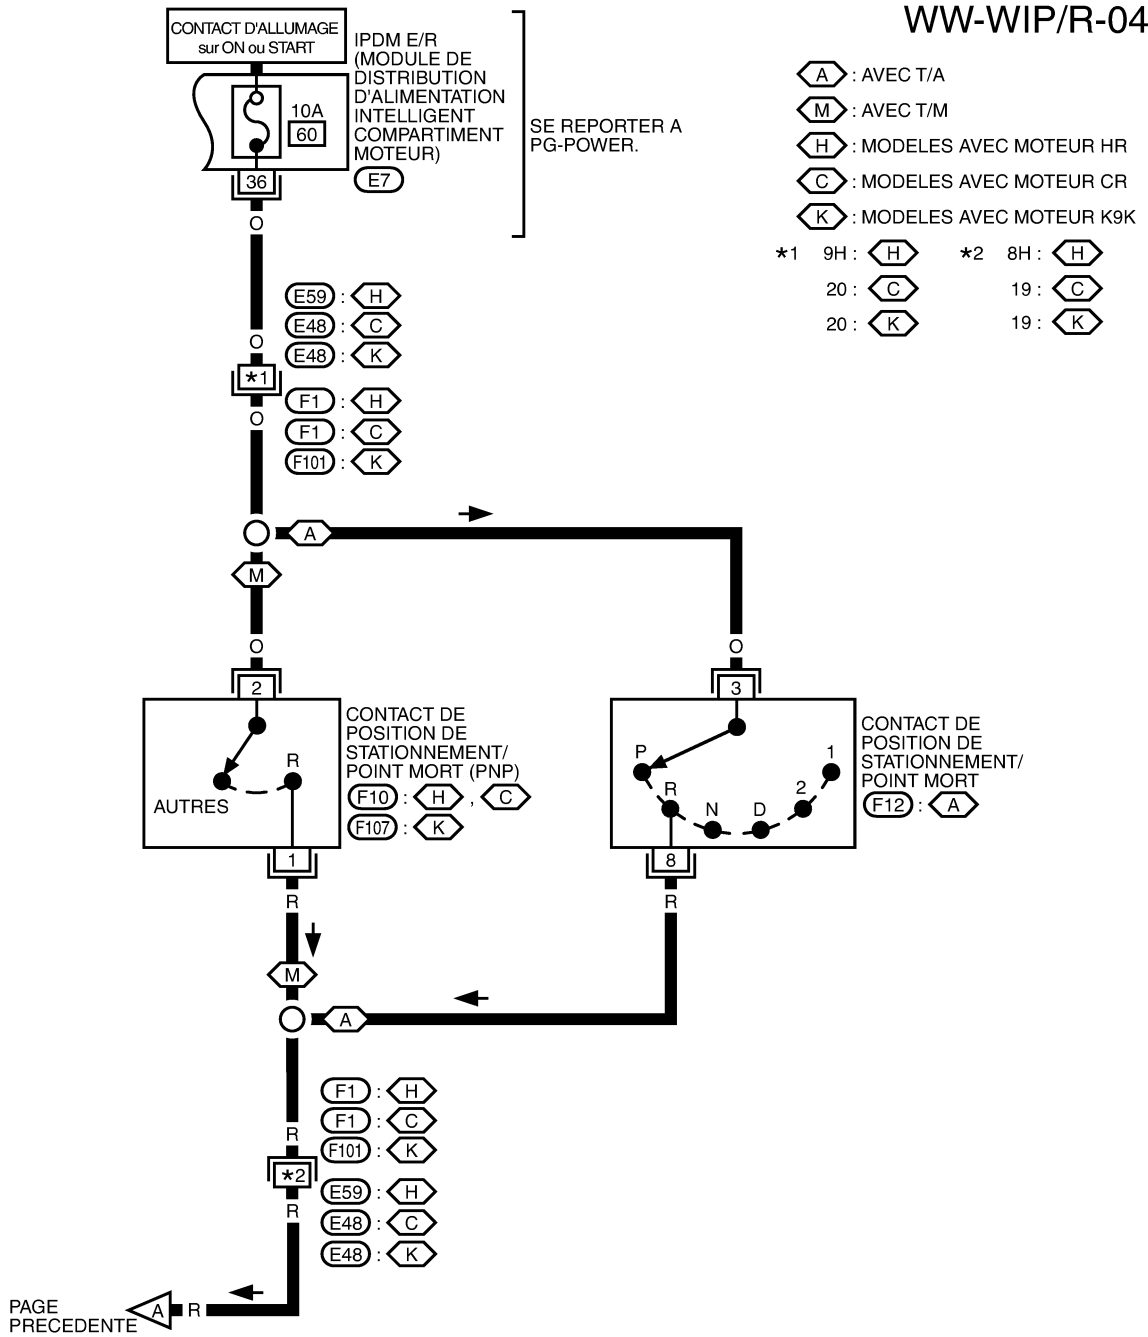 WW-WIP/R-04
CONTACT D'ALLUMAGE
sur ON ou START
10A
60
36
IPDM E/R
(MODULE DE
DISTRIBUTION
D'ALIMENTATION
INTELLIGENT
COMPARTIMENT
MOTEUR)
E7
SE REPORTER A
PG-POWER.
A : AVEC T/A
M : AVEC T/M
H : MODELES AVEC MOTEUR HR
C : MODELES AVEC MOTEUR CR
K : MODELES AVEC MOTEUR K9K
*1 9H : H *2 8H : H
20 : C 19 : C
20 : K 19 : K
O
E59 : H
E48 : C
E48 : K
O
*1
O
F1 : H
F1 : C
F101 : K
A
M
O
O
2
3
CONTACT DE
POSITION DE
STATIONNEMENT/
POINT MORT (PNP)
F10 : H , C
F107 : K
R
AUTRES
1
P
R
N
D
2
1
8
CONTACT DE
POSITION DE
STATIONNEMENT/
POINT MORT
F12 : A
R
R
M
A
F1 : H
F1 : C
F101 : K
R
*2
R
E59 : H
E48 : C
E48 : K
PAGE
PRECEDENTE
A
R